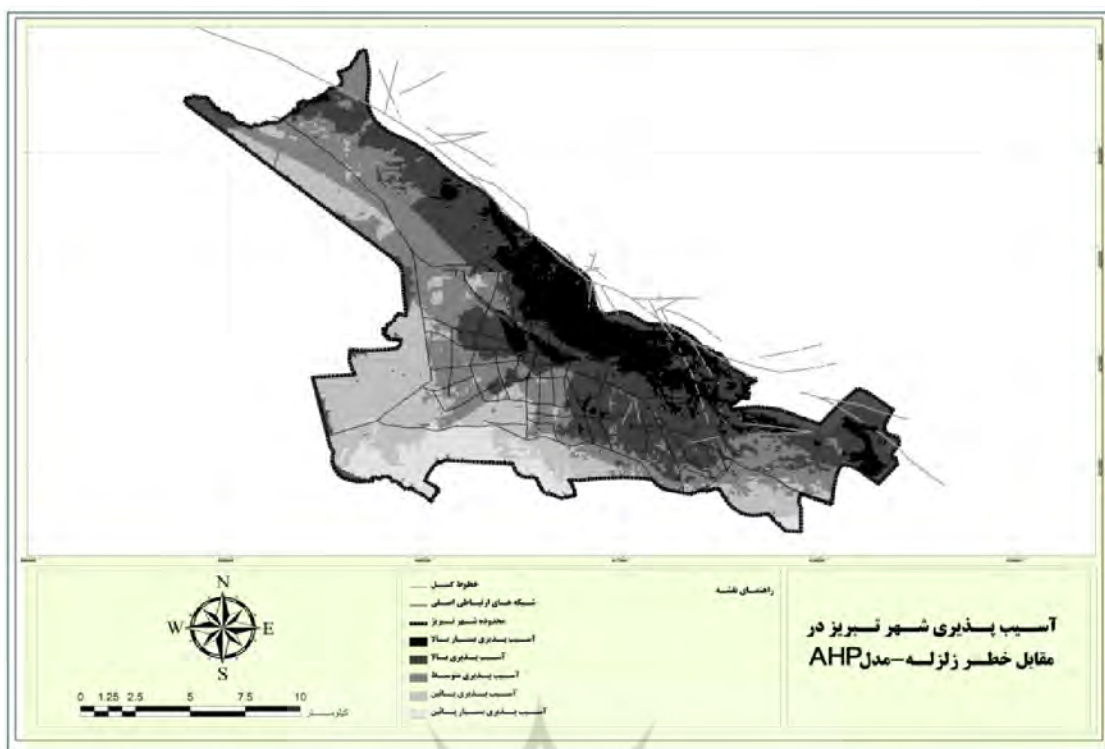 آسیب پذیری شهر تبریز در
مقابل خطر زلزله-مدل AHP
راهنمای نقشه
خطوط گسل
شبکه های ارتباطی اصلی
محدوده شهر تبریز
آسیب پذیری بسیار بالا
آسیب پذیری بالا
آسیب پذیری متوسط
آسیب پذیری پائین
آسیب پذیری بسیار پائین
N
W E
S
0 1.25 2.5 5 7.5 10
کیلومتر